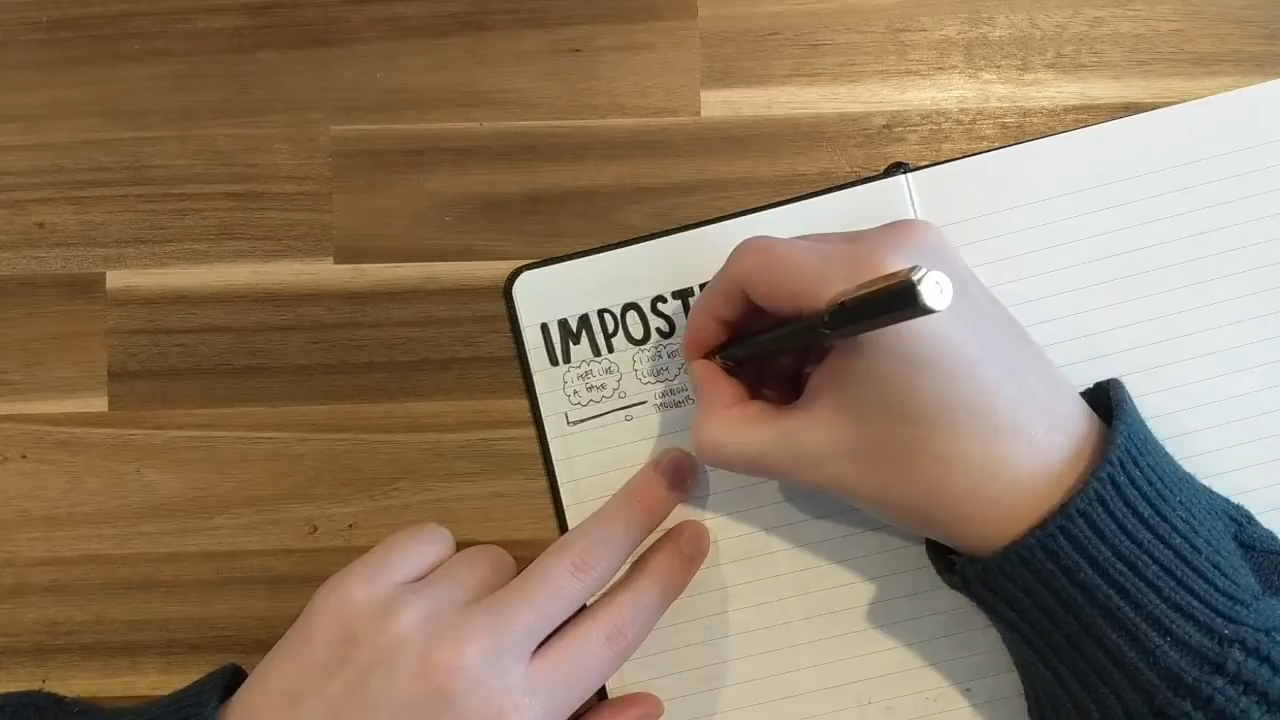 IMPOST
I FEEL LIKE
A FAKE
I JUST GOT
LUCKY
COMMON
THOUGHTS